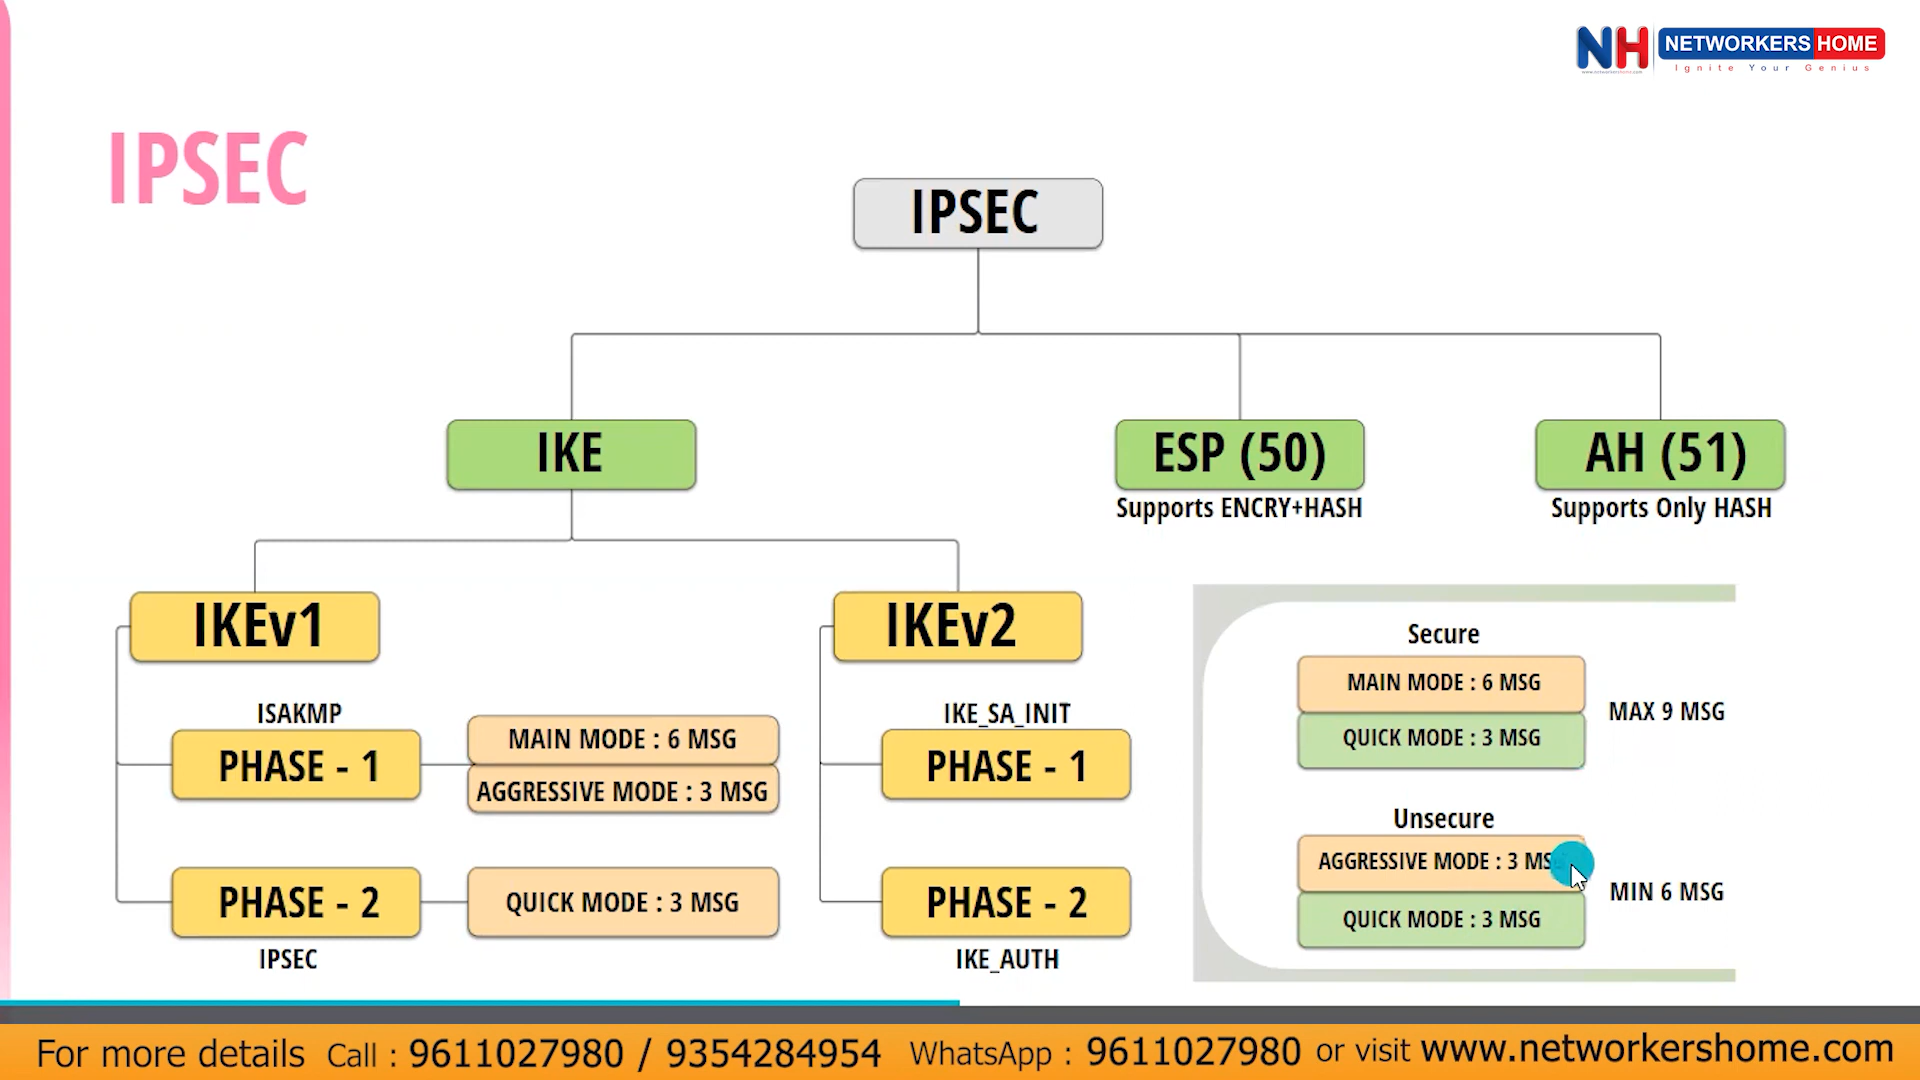 NH
NETWORKERS HOME
Ignite Your Genius
IPSEC
IPSEC
IKE
ESP (50)
AH (51)
Supports ENCRY+HASH
Supports Only HASH
IKEv1
IKEv2
ISAKMP
PHASE - 1
MAIN MODE : 6 MSG
AGGRESSIVE MODE : 3 MSG
PHASE - 2
QUICK MODE : 3 MSG
IPSEC
IKE_SA_INIT
PHASE - 1
PHASE - 2
IKE_AUTH
Secure
MAIN MODE : 6 MSG
QUICK MODE : 3 MSG
MAX 9 MSG
Unsecure
AGGRESSIVE MODE : 3 MSG
QUICK MODE : 3 MSG
MIN 6 MSG
For more details Call : 9611027980 / 9354284954 WhatsApp : 9611027980 or visit www.networkershome.com